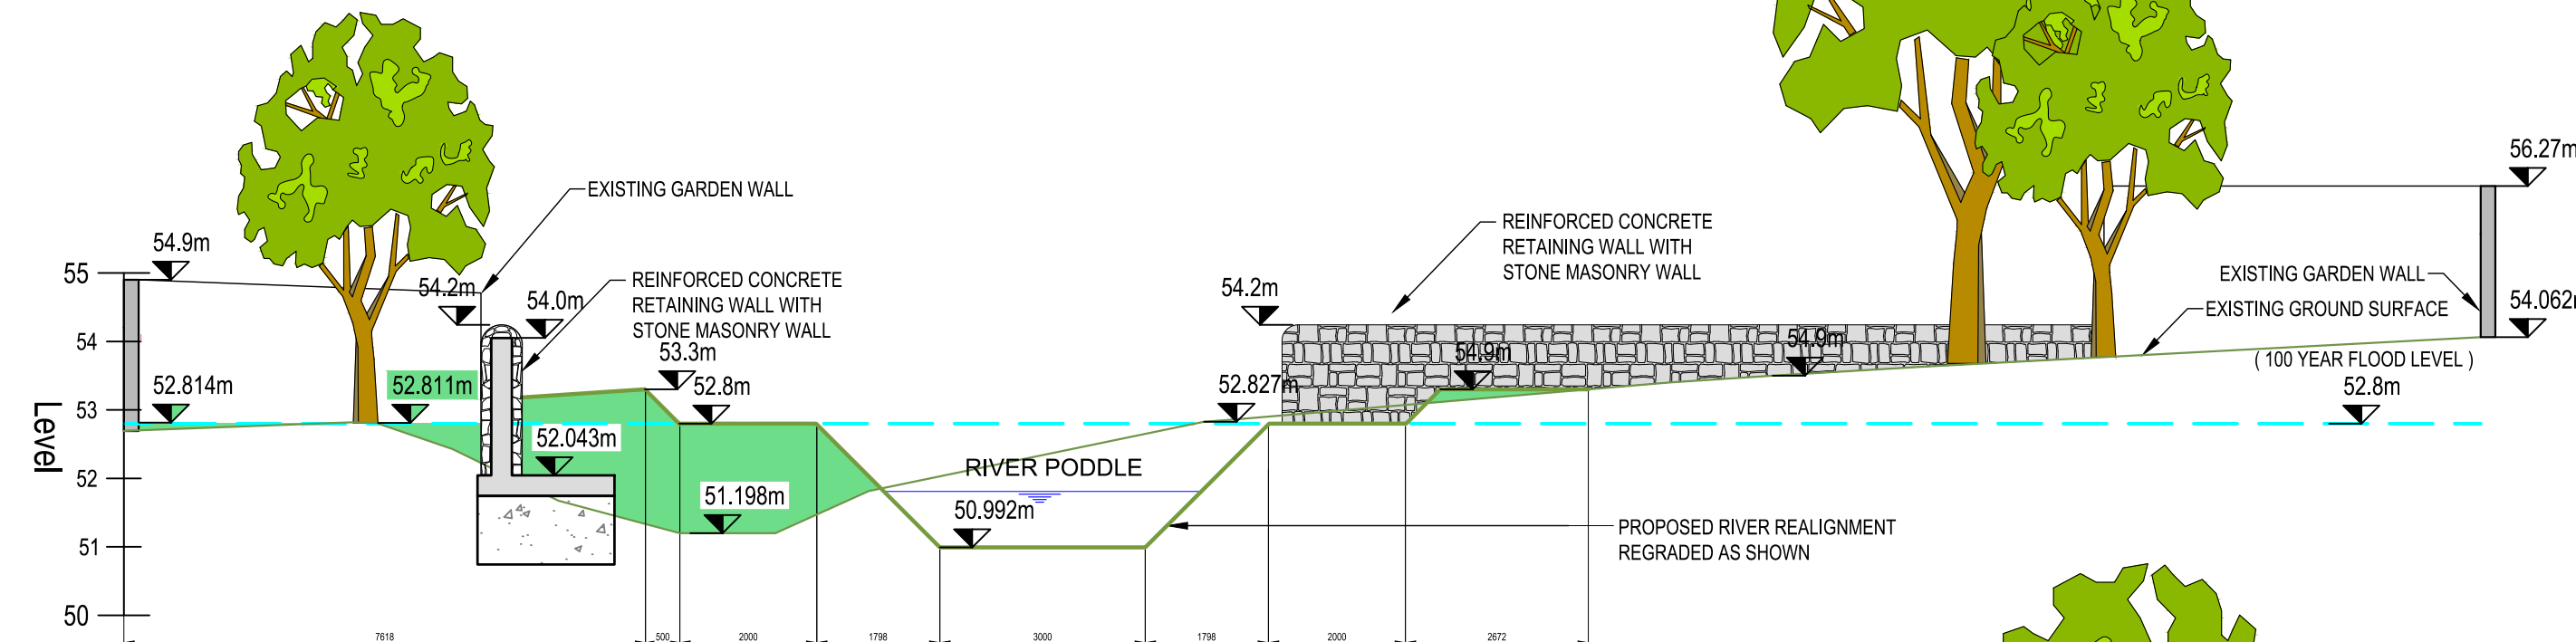 56.27m
EXISTING GARDEN WALL
REINFORCED CONCRETE
RETAINING WALL WITH
STONE MASONRY WALL
54.9m
54.2m
54.0m
REINFORCED CONCRETE
RETAINING WALL WITH
STONE MASONRY WALL
54.2m
EXISTING GARDEN WALL
54.062
EXISTING GROUND SURFACE
55
54
53
52
51
50
Level
52.814m
52.811m
53.3m
52.8m
52.827m
54.9m
54.9m
( 100 YEAR FLOOD LEVEL )
52.8m
52.043m
51.198m
RIVER PODDLE
50.992m
PROPOSED RIVER REALIGNMENT
REGRADED AS SHOWN
7618
500
2000
1798
3000
1798
2000
2672